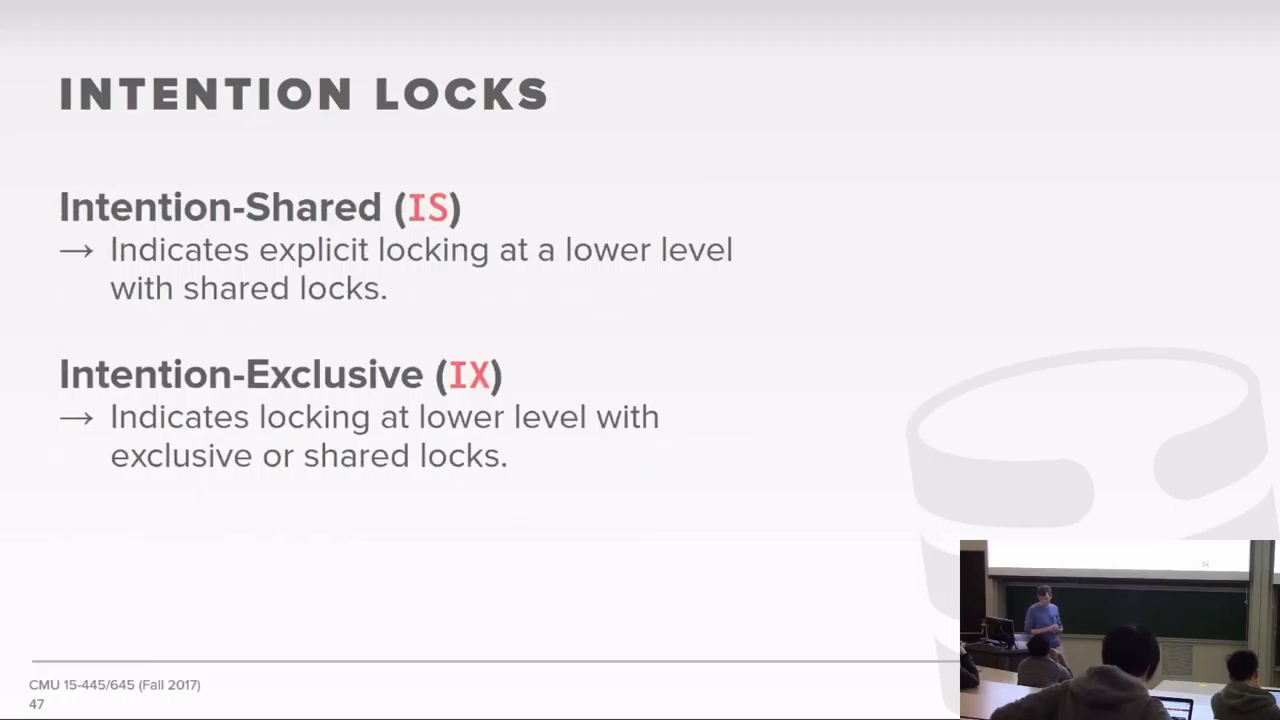 INTENTION LOCKS
Intention-Shared (IS)
→ Indicates explicit locking at a lower level
with shared locks.
Intention-Exclusive (IX)
→ Indicates locking at lower level with
exclusive or shared locks.
CMU 15-445/645 (Fall 2017)
47